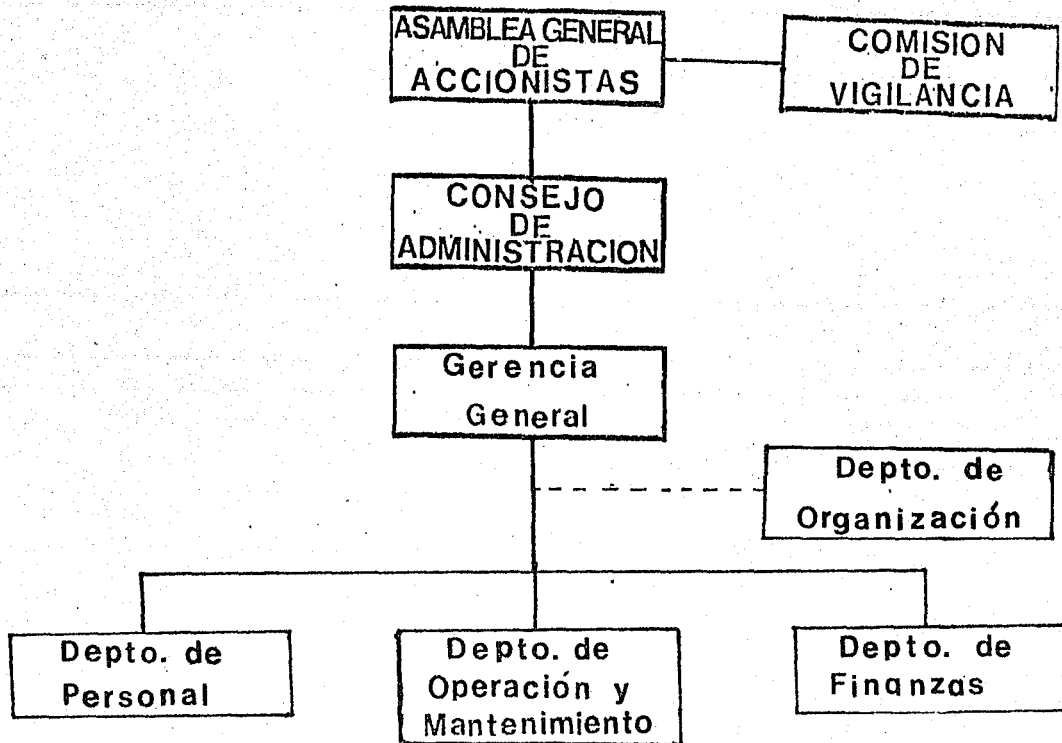 ASAMBLEA GENERAL
DE
ACCIONISTAS
COMISION
DE
VIGILANCIA
CONSEJO
DE
ADMINISTRACION
Gerencia
General
Depto. de
Organización
Depto. de
Personal
Depto. de
Operación y
Mantenimiento
Depto. de
Finanzas